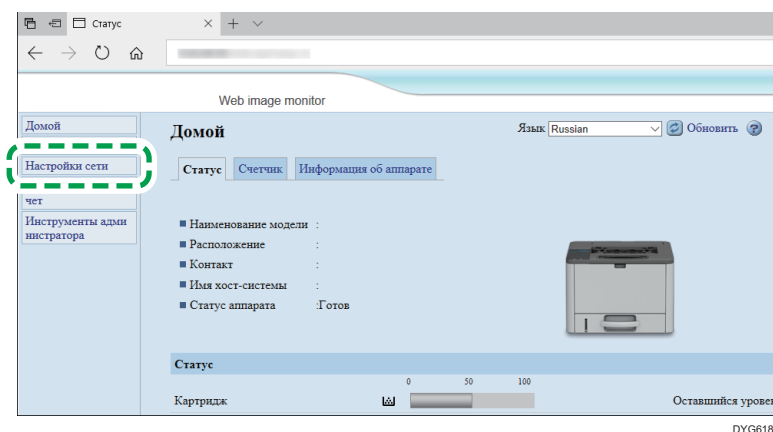 Статус
Web image monitor
Домой
Настройки сети
чет
Инструменты адми
нистратора
Домой
Язык Russian Обновить
Статус Счетчик Информация об аппарате
Наименование модели :
Расположение :
Контакт :
Имя хост-системы :
Статус аппарата :Готов
Статус
0 50 100
Картридж Оставшийся уровен
DYG618